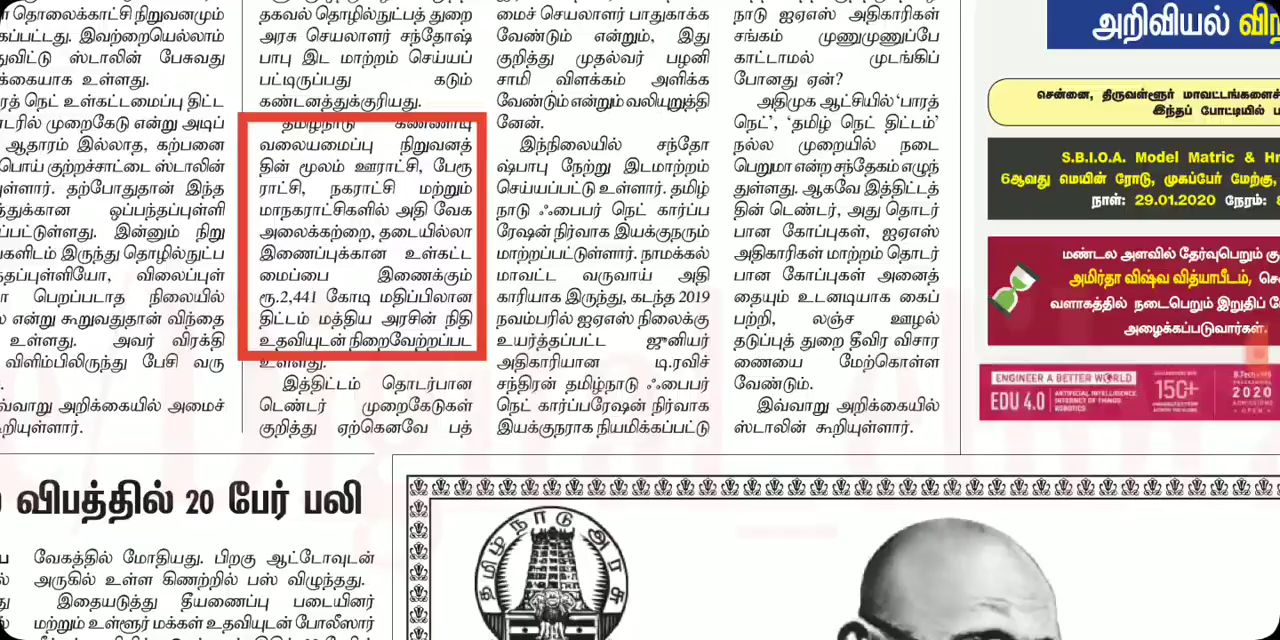 ா தொலைக்காட்சி நிறுவனமும்
கப்பட்டது. இவற்றையெல்லாம்
துவிட்டு ஸ்டாலின் பேசுவது
க்கையாக உள்ளது.
ரத் நெட் உள்கட்டமைப்பு திட்ட
டரில் முறைகேடு என்று அடிப்
ஆதாரம் இல்லாத, கற்பனை
பொய் குற்றச்சாட்டை ஸ்டாலின்
புள்ளார். தற்போதுதான் இந்த
த்துக்கான ஒப்பந்தப்புள்ளி
ப்பட்டுள்ளது. இன்னும் நிறு
களிடம் இருந்து தொழில்நுட்ப
ந்தப்புள்ளியோ, விலைப்புள்
ா பெறப்படாத நிலையில்
என்று கூறுவதுதான் விந்தை
உள்ளது. அவர் விரக்தி
விளிம்பிலிருந்து பேசி வரு
வ்வாறு அறிக்கையில் அமைச்
றியுள்ளார்.
தகவல் தொழில்நுட்பத் துறை
அரசு செயலாளர் சந்தோஷ்
பாபு இட மாற்றம் செய்யப்
பட்டிருப்பது கடும்
கண்டனத்துக்குரியது.
தமிழ்நாடு கண்ணாடி
வலையமைப்பு நிறுவனத்
தின் மூலம் ஊராட்சி, பேரூ
ராட்சி, நகராட்சி மற்றும்
மாநகராட்சிகளில் அதி வேக
அலைக்கற்றை, தடையில்லா
இணைப்புக்கான உள்கட்ட
மைப்பை இணைக்கும்
ரூ.2,441 கோடி மதிப்பிலான
திட்டம் மத்திய அரசின் நிதி
உதவியுடன் நிறைவேற்றப்பட
உள்ளது.
இத்திட்டம் தொடர்பான
டெண்டர் முறைகேடுகள்
குறித்து ஏற்கெனவே பத்
மைச் செயலாளர் பாதுகாக்க
வேண்டும் என்றும், இது
குறித்து முதல்வர் பழனி
சாமி விளக்கம் அளிக்க
வேண்டும் என்றும் வலியுறுத்தி
னேன்.
இந்நிலையில் சந்தோ
ஷ்பாபு நேற்று இடமாற்றம்
செய்யப்பட்டு உள்ளார். தமிழ்
நாடு ஃபைபர் நெட் கார்ப்ப
ரேஷன் நிர்வாக இயக்குநரும்
மாற்றப்பட்டுள்ளார். நாமக்கல்
மாவட்ட வருவாய் அதி
காரியாக இருந்து, கடந்த 2019
நவம்பரில் ஐஏஎஸ் நிலைக்கு
உயர்த்தப்பட்ட ஜுனியர்
அதிகாரியான டி.ரவிச்
சந்திரன் தமிழ்நாடு ஃபைபர்
நெட் கார்ப்பரேஷன் நிர்வாக
இயக்குநராக நியமிக்கப்பட்டு
நாடு ஐஏஎஸ் அதிகாரிகள்
சங்கம் முணுமுணுப்பே
காட்டாமல் முடங்கிப்
போனது ஏன்?
அதிமுக ஆட்சியில் ‘பாரத்
நெட்’, ‘தமிழ் நெட் திட்டம்’
நல்ல முறையில் நடை
பெறுமா என்ற சந்தேகம் எழுந்
துள்ளது. ஆகவே இத்திட்டத்
தின் டெண்டர், அது தொடர்
பான கோப்புகள், ஐஏஎஸ்
அதிகாரிகள் மாற்றம் தொடர்
பான கோப்புகள் அனைத்
தையும் உடனடியாக கைப்
பற்றி, லஞ்ச ஊழல்
தடுப்புத் துறை தீவிர விசார
ணையை மேற்கொள்ள
வேண்டும்.
இவ்வாறு அறிக்கையில்
ஸ்டாலின் கூறியுள்ளார்.
அறிவியல் விற
சென்னை, திருவள்ளூர் மாவட்டங்களைச்
இந்தப் போட்டியில் ப
S.B.I.O.A. Model Matric & Hr
6ஆவது மெயின் ரோடு, முகப்பேர் மேற்கு,
நாள்: 29.01.2020 நேரம்:
மண்டல அளவில் தேர்வுபெறும் கு
அமிர்தா விஷ்வ வித்யாபீடம், செ
வளாகத்தில் நடைபெறும் இறுதிப் போ
அழைக்கப்படுவார்கள்.
ENGINEER A BETTER WORLD
EDU 4.0
ARTIFICIAL INTELLIGENCE
INTERNET OF THINGS
ROBOTICS
150+
B.Tech
2020
ADMISSIONS
OPEN
விபத்தில் 20 பேர் பலி
வேகத்தில் மோதியது. பிறகு ஆட்டோவுடன்
அருகில் உள்ள கிணற்றில் பஸ் விழுந்தது.
இதையடுத்து தீயணைப்பு படையினர்
மற்றும் உள்ளூர் மக்கள் உதவியுடன் போலீஸார்
தமிழ்நாடு அர